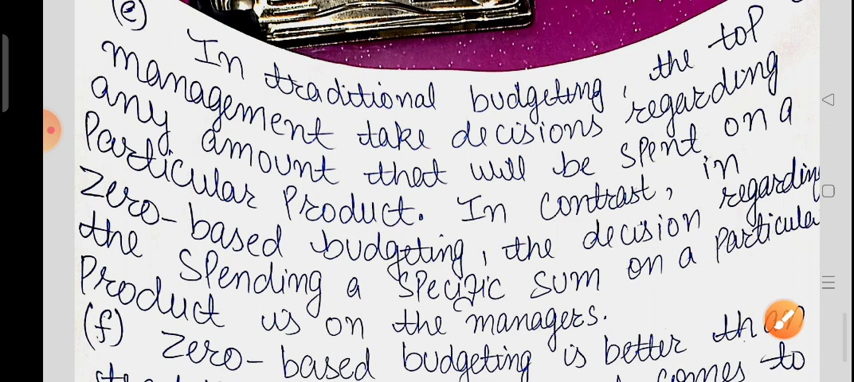 (e)
In traditional budgeting, the top
management take decisions regarding
any amount that will be spent on a
Particular Product. In contrast, in
Zero-based budgeting, the decision regarding
the spending a specific sum on a particular
Product is on the managers.
(f) Zero-based budgeting is better than
comes to